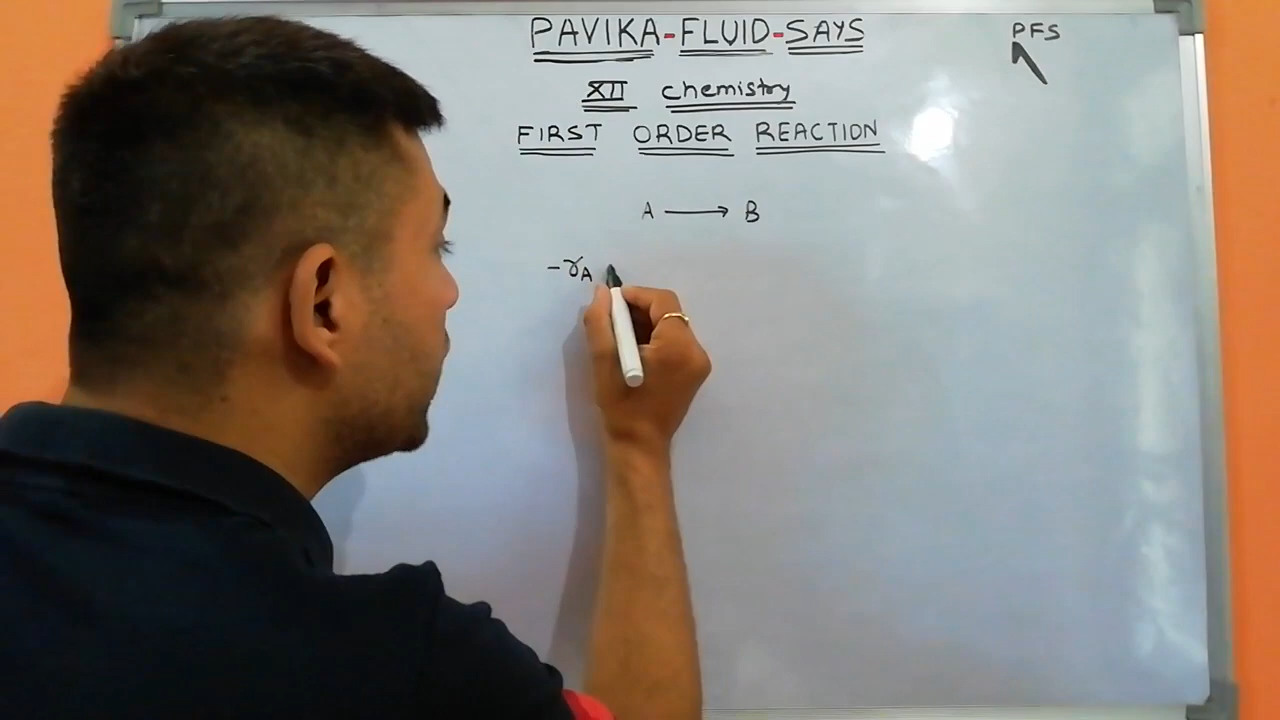 PAVIKA-FLUID-SAYS
PFS
XII chemistry
FIRST ORDER REACTION
A → B
-rA